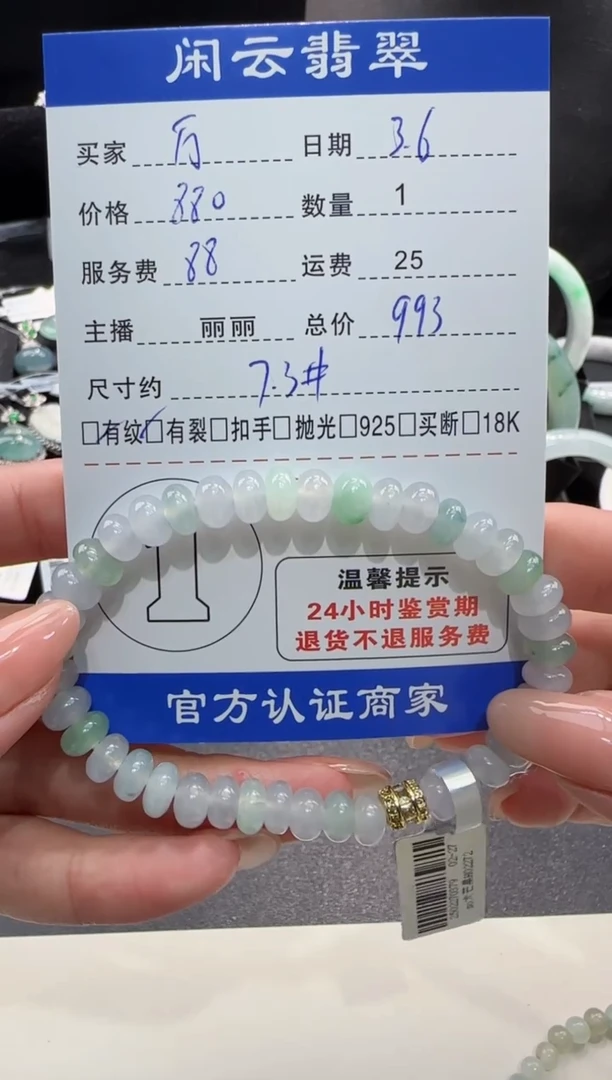 闲云翡翠
买家 日期 3.6
价格 880 数量 1
服务费 88 运费 25
主播 丽丽 总价 993
尺寸约 7.3#
□有纹□有裂□扣手□抛光□925□买断□18K
温馨提示
24小时鉴赏期
退货不退服务费
官方认证商家